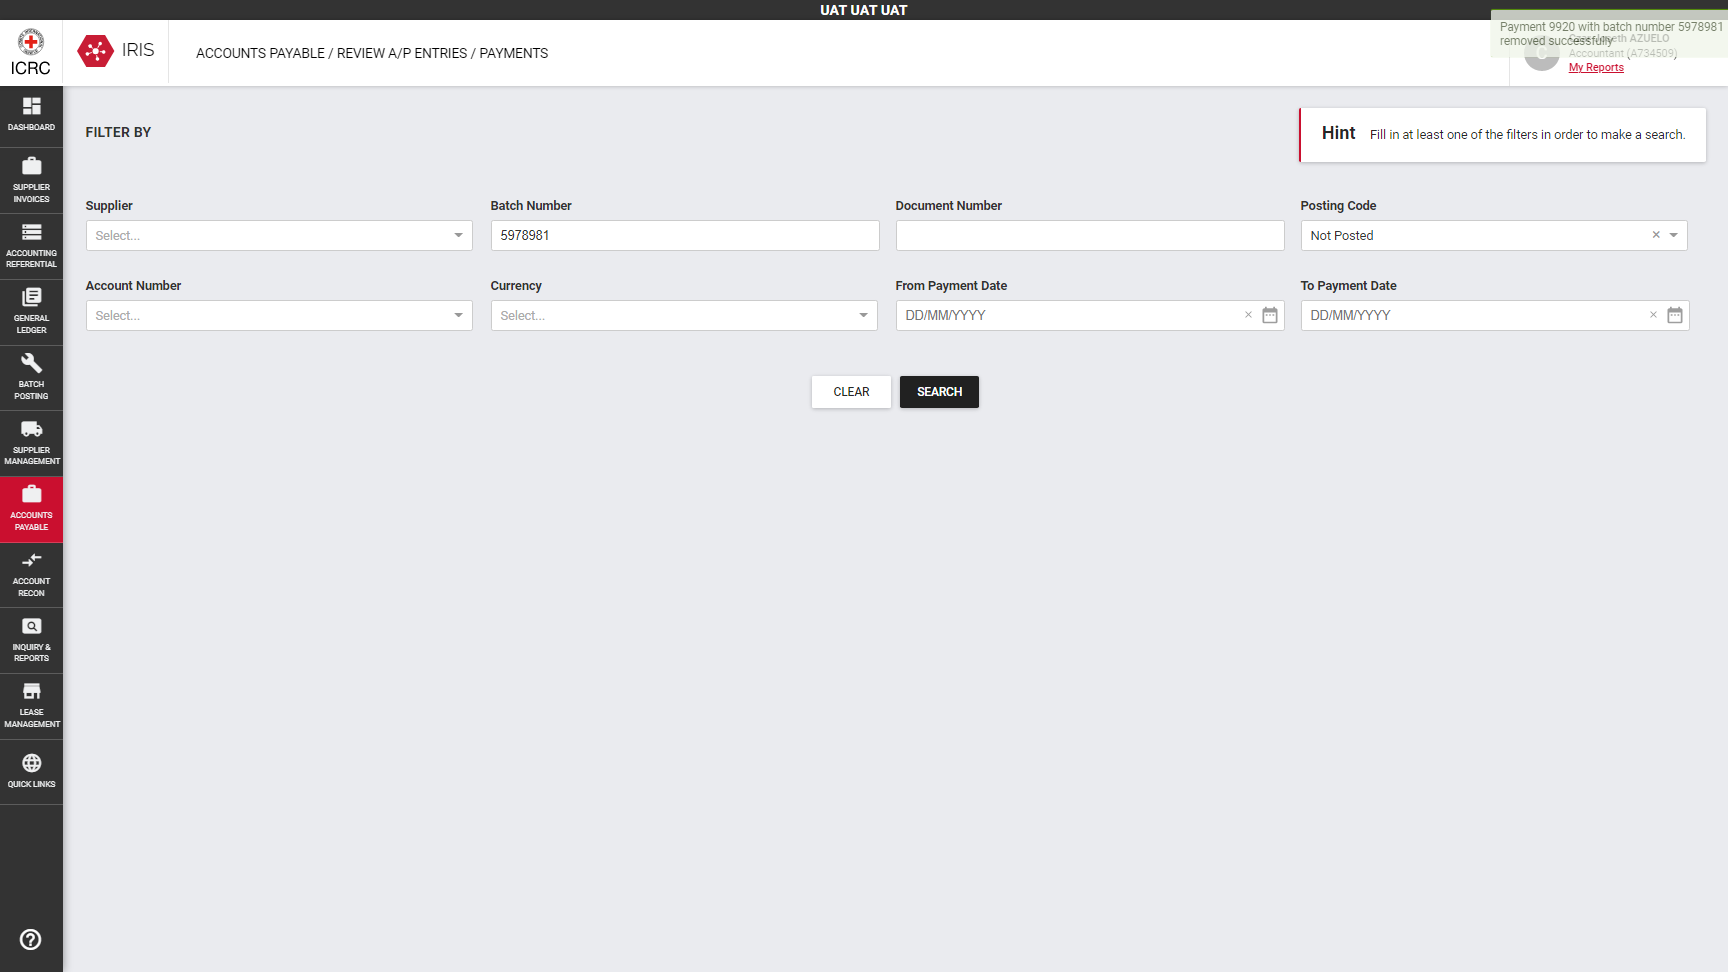 UAT UAT UAT
ICRC
IRIS
ACCOUNTS PAYABLE / REVIEW A/P ENTRIES / PAYMENTS
Payment 9920 with batch number 5978981
removed successfully
AZUELO
Accountant (A734509)
My Reports
DASHBOARD
SUPPLIER
INVOICES
ACCOUNTING
REFERENTIAL
GENERAL
LEDGER
BATCH
POSTING
SUPPLIER
MANAGEMENT
ACCOUNTS
PAYABLE
ACCOUNT
RECON
INQUIRY &
REPORTS
LEASE
MANAGEMENT
QUICK LINKS
FILTER BY
Hint Fill in at least one of the filters in order to make a search.
Supplier
Select...
Batch Number
5978981
Document Number
Posting Code
Not Posted
Account Number
Select...
Currency
Select...
From Payment Date
DD/MM/YYYY
To Payment Date
DD/MM/YYYY
CLEAR
SEARCH